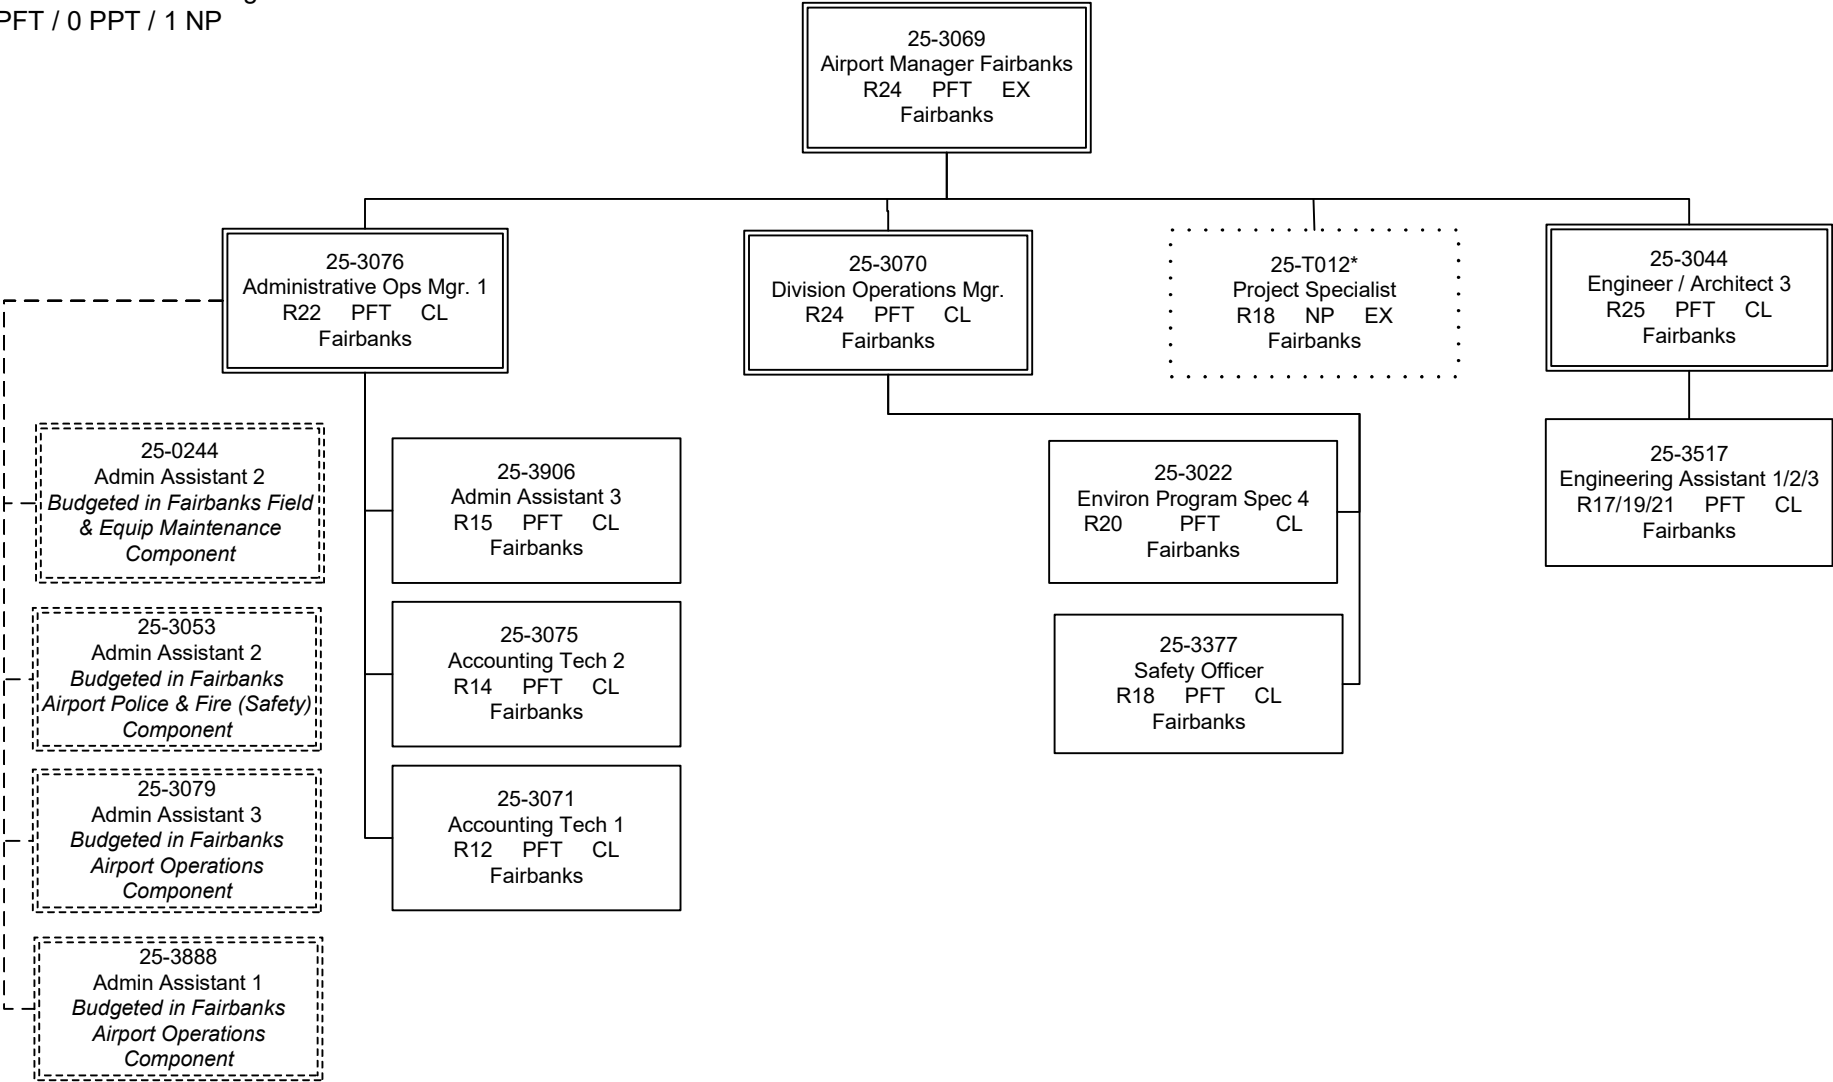 PFT / 0 PPT / 1 NP
25-3069
Airport Manager Fairbanks
R24 PFT EX
Fairbanks
25-3076
Administrative Ops Mgr. 1
R22 PFT CL
Fairbanks
25-3070
Division Operations Mgr.
R24 PFT CL
Fairbanks
25-T012*
Project Specialist
R18 NP EX
Fairbanks
25-3044
Engineer / Architect 3
R25 PFT CL
Fairbanks
25-0244
Admin Assistant 2
Budgeted in Fairbanks Field
& Equip Maintenance
Component
25-3053
Admin Assistant 2
Budgeted in Fairbanks
Airport Police & Fire (Safety)
Component
25-3079
Admin Assistant 3
Budgeted in Fairbanks
Airport Operations
Component
25-3888
Admin Assistant 1
Budgeted in Fairbanks
Airport Operations
Component
25-3906
Admin Assistant 3
R15 PFT CL
Fairbanks
25-3075
Accounting Tech 2
R14 PFT CL
Fairbanks
25-3071
Accounting Tech 1
R12 PFT CL
Fairbanks
25-3022
Environ Program Spec 4
R20 PFT CL
Fairbanks
25-3377
Safety Officer
R18 PFT CL
Fairbanks
25-3517
Engineering Assistant 1/2/3
R17/19/21 PFT CL
Fairbanks